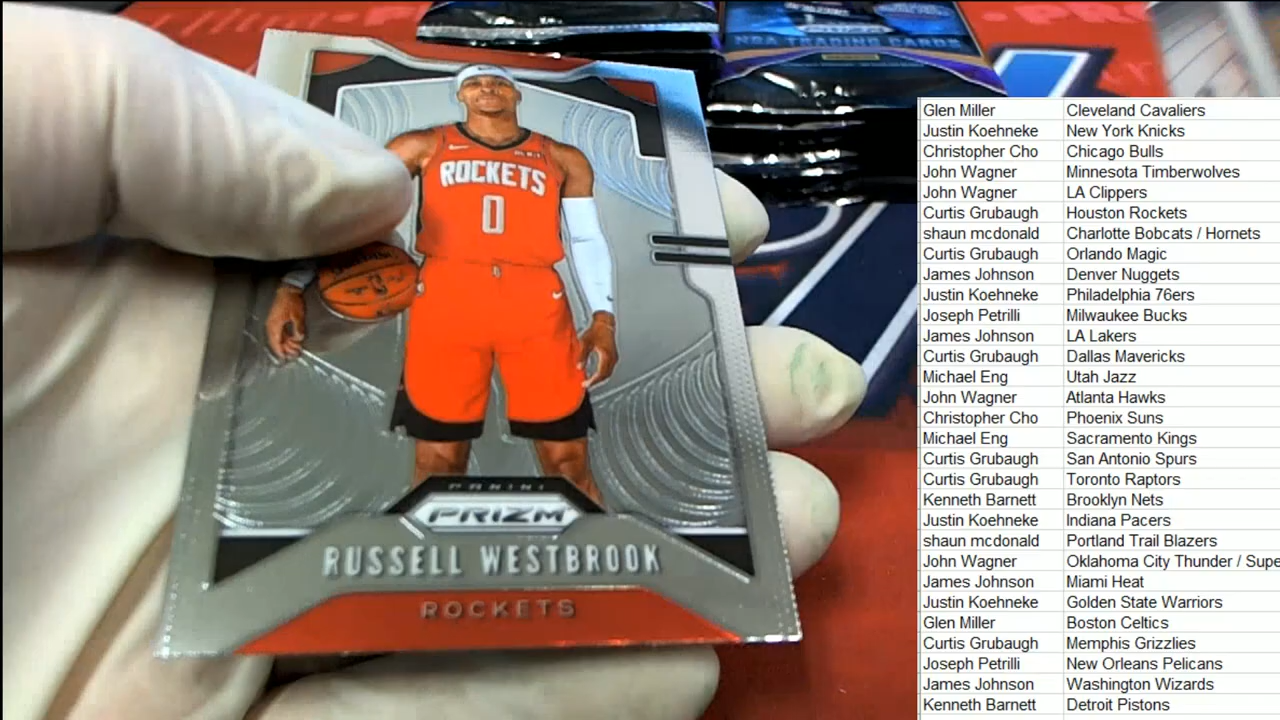 NBA TRADING CARDS
ROCKETS
0
PANINI
PRIZM
RUSSELL WESTBROOK
ROCKETS
Glen Miller Cleveland Cavaliers
Justin Koehneke New York Knicks
Christopher Cho Chicago Bulls
John Wagner Minnesota Timberwolves
John Wagner LA Clippers
Curtis Grubaugh Houston Rockets
shaun mcdonald Charlotte Bobcats / Hornets
Curtis Grubaugh Orlando Magic
James Johnson Denver Nuggets
Justin Koehneke Philadelphia 76ers
Joseph Petrilli Milwaukee Bucks
James Johnson LA Lakers
Curtis Grubaugh Dallas Mavericks
Michael Eng Utah Jazz
John Wagner Atlanta Hawks
Christopher Cho Phoenix Suns
Michael Eng Sacramento Kings
Curtis Grubaugh San Antonio Spurs
Curtis Grubaugh Toronto Raptors
Kenneth Barnett Brooklyn Nets
Justin Koehneke Indiana Pacers
shaun mcdonald Portland Trail Blazers
John Wagner Oklahoma City Thunder / Supe
James Johnson Miami Heat
Justin Koehneke Golden State Warriors
Glen Miller Boston Celtics
Curtis Grubaugh Memphis Grizzlies
Joseph Petrilli New Orleans Pelicans
James Johnson Washington Wizards
Kenneth Barnett Detroit Pistons